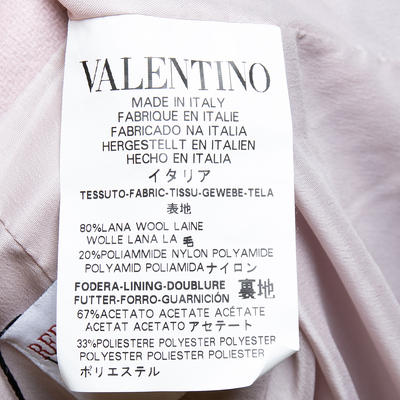 VALENTINO
MADE IN ITALY
FABRIQUE EN ITALIE
FABRICADO NA ITALIA
HERGESTELLT EN ITALIEN
HECHO EN ITALIA
イタリア
TESSUTO-FABRIC-TISSU-GEWEBE-TELA
表地
80%LANA WOOL LAINE
WOLLE LANA LA 毛
20%POLIAMMIDE NYLON POLYAMIDE
POLYAMID POLIAMIDAナイロン
FODERA-LINING-DOUBLURE
FUTTER-FORRO-GUARNICIÓN 裏地
67%ACETATO ACETATE ACÉTATE
ACETAT ACETATO アセテート
33%POLIESTERE POLYESTER POLYESTER
POLYESTER POLIESTER POLIESTER
ポリエステル